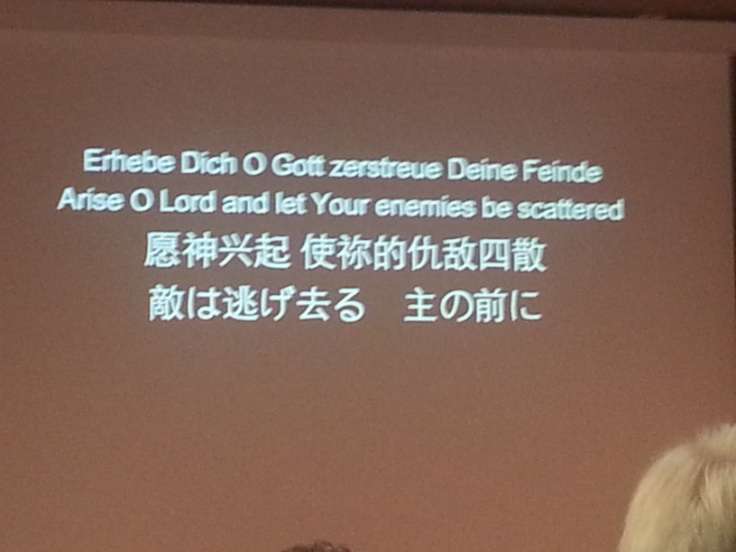 Erhebe Dich O Gott zerstreue Deine Feinde
Arise O Lord and let Your enemies be scattered
愿神兴起 使祢的仇敌四散
敵は逃げ去る　主の前に